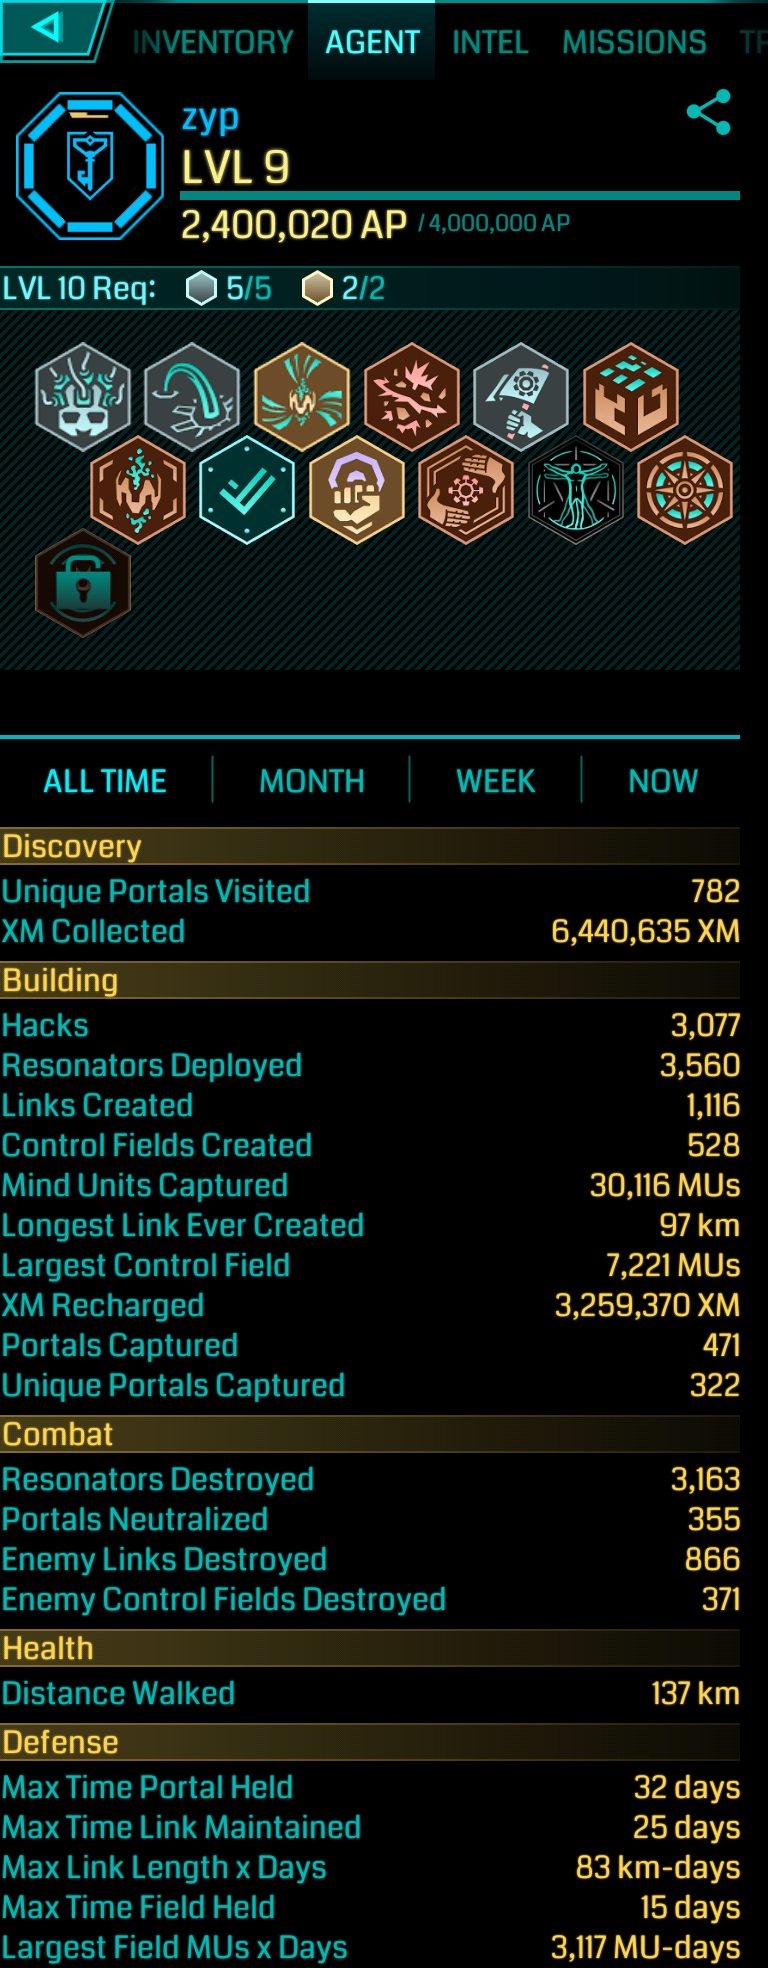 INVENTORY AGENT INTEL MISSIONS
zyp
LVL 9
2,400,020 AP / 4,000,000 AP
LVL 10 Req: 5/5 2/2
ALL TIME MONTH WEEK NOW
Discovery
Unique Portals Visited 782
XM Collected 6,440,635 XM
Building
Hacks 3,077
Resonators Deployed 3,560
Links Created 1,116
Control Fields Created 528
Mind Units Captured 30,116 MUs
Longest Link Ever Created 97 km
Largest Control Field 7,221 MUs
XM Recharged 3,259,370 XM
Portals Captured 471
Unique Portals Captured 322
Combat
Resonators Destroyed 3,163
Portals Neutralized 355
Enemy Links Destroyed 866
Enemy Control Fields Destroyed 371
Health
Distance Walked 137 km
Defense
Max Time Portal Held 32 days
Max Time Link Maintained 25 days
Max Link Length x Days 83 km-days
Max Time Field Held 15 days
Largest Field MUs x Days 3,117 MU-days